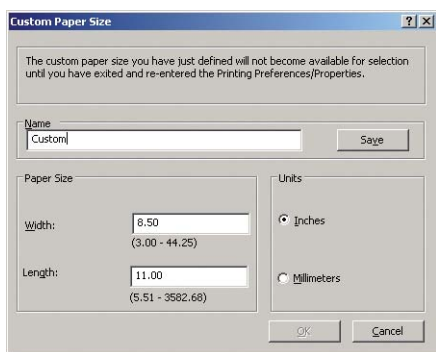 Custom Paper Size
The custom paper size you have just defined will not become available for selection
until you have exited and re-entered the Printing Preferences/Properties.
Name
Custom
Save
Paper Size
Width:
8.50
(3.00 - 44.25)
Length:
11.00
(5.51 - 3582.68)
Units
Inches
Millimeters
OK
Cancel